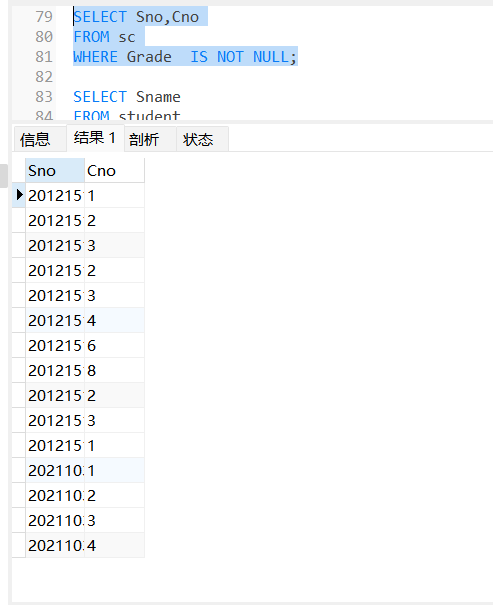 79 SELECT Sno,Cno
80 FROM sc
81 WHERE Grade  IS NOT NULL;
82
83 SELECT Sname
84 FROM student
信息 结果 1 剖析 状态
Sno Cno
201215 1
201215 2
201215 3
201215 2
201215 3
201215 4
201215 6
201215 8
201215 2
201215 3
201215 1
202110 1
202110 2
202110 3
202110 4